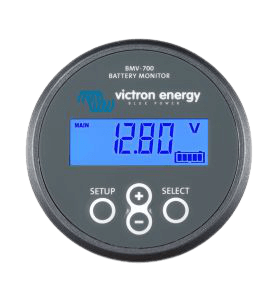 BMV-700
BATTERY MONITOR
victron energy
BLUE POWER
MAIN
12.80 V
SETUP
SELECT
+
−